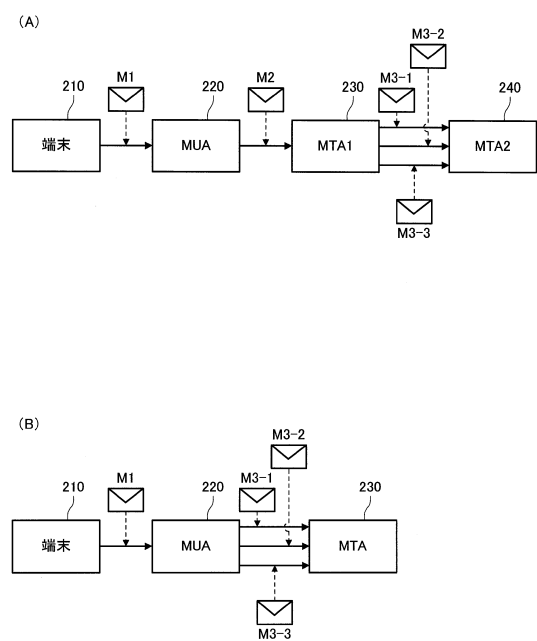 (A)
M3-2
210 M1 220 M2 230 M3-1 240
端末 MUA MTA1 MTA2
M3-3
(B)
M3-2
210 M1 220 M3-1 230
端末 MUA MTA
M3-3